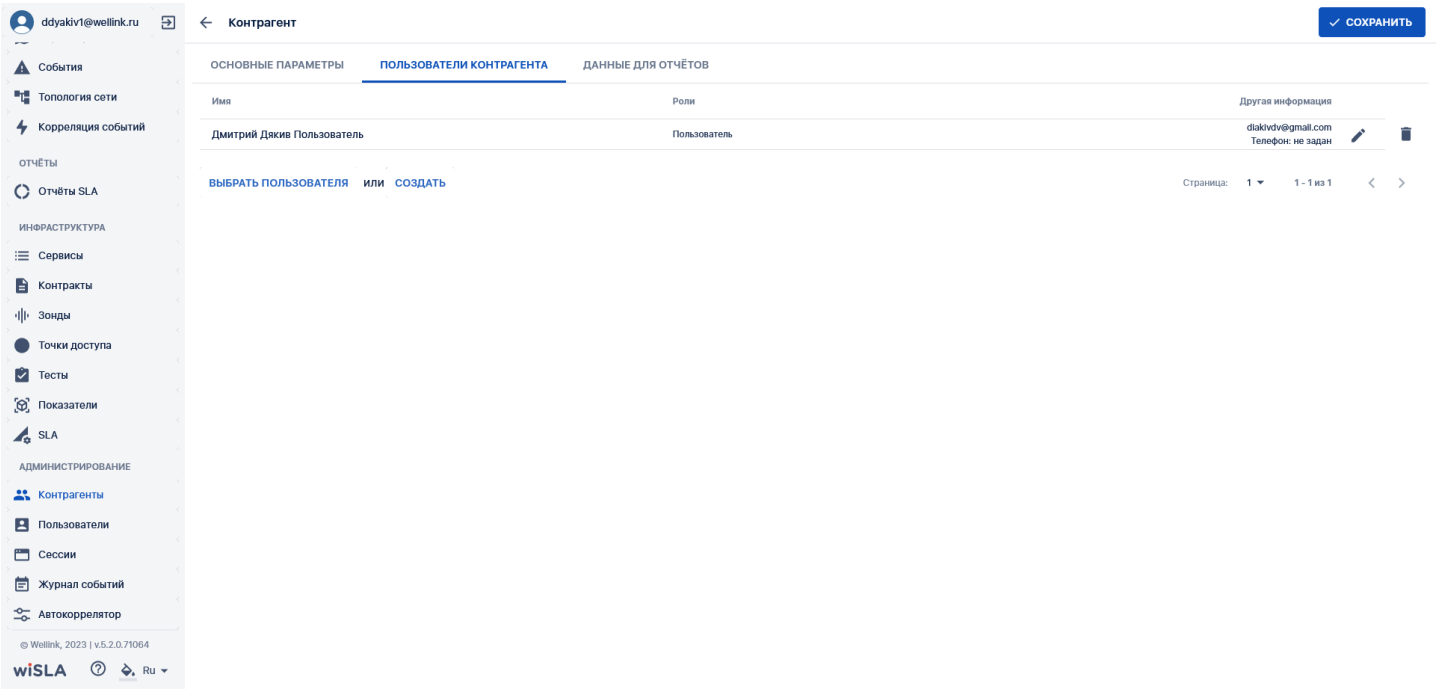 ddyakiv1@wellink.ru
События
Топология сети
Корреляция событий
ОТЧЁТЫ
Отчёты SLA
ИНФРАСТРУКТУРА
Сервисы
Контракты
Зонды
Точки доступа
Тесты
Показатели
SLA
АДМИНИСТРИРОВАНИЕ
Контрагенты
Пользователи
Сессии
Журнал событий
Автокоррелятор
© Wellink, 2023 | v.5.2.0.71064
wiSLA Ru
Контрагент
СОХРАНИТЬ
ОСНОВНЫЕ ПАРАМЕТРЫ ПОЛЬЗОВАТЕЛИ КОНТРАГЕНТА ДАННЫЕ ДЛЯ ОТЧЁТОВ
Имя Роли Другая информация
Дмитрий Дякив Пользователь Пользователь diakivdv@gmail.com
Телефон: не задан
ВЫБРАТЬ ПОЛЬЗОВАТЕЛЯ ИЛИ СОЗДАТЬ Страница: 1 1 - 1 из 1